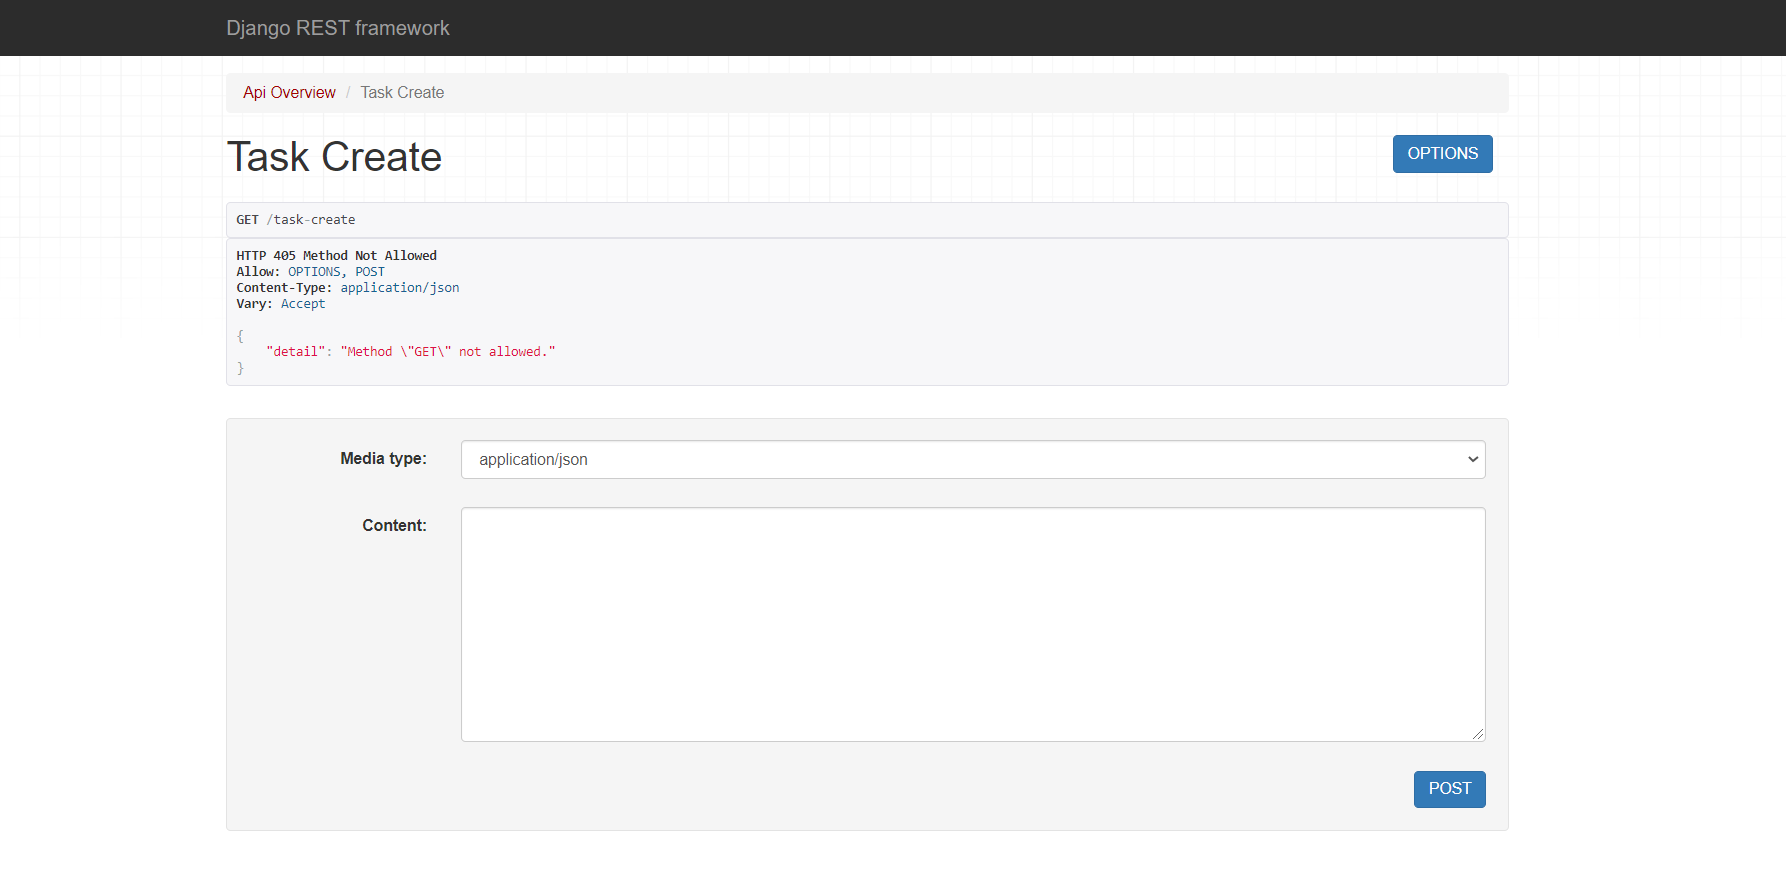 Django REST framework
Api Overview / Task Create
Task Create
OPTIONS
GET /task-create
HTTP 405 Method Not Allowed
Allow: OPTIONS, POST
Content-Type: application/json
Vary: Accept
{
    "detail": "Method \"GET\" not allowed."
}
Media type:
application/json
Content:
POST